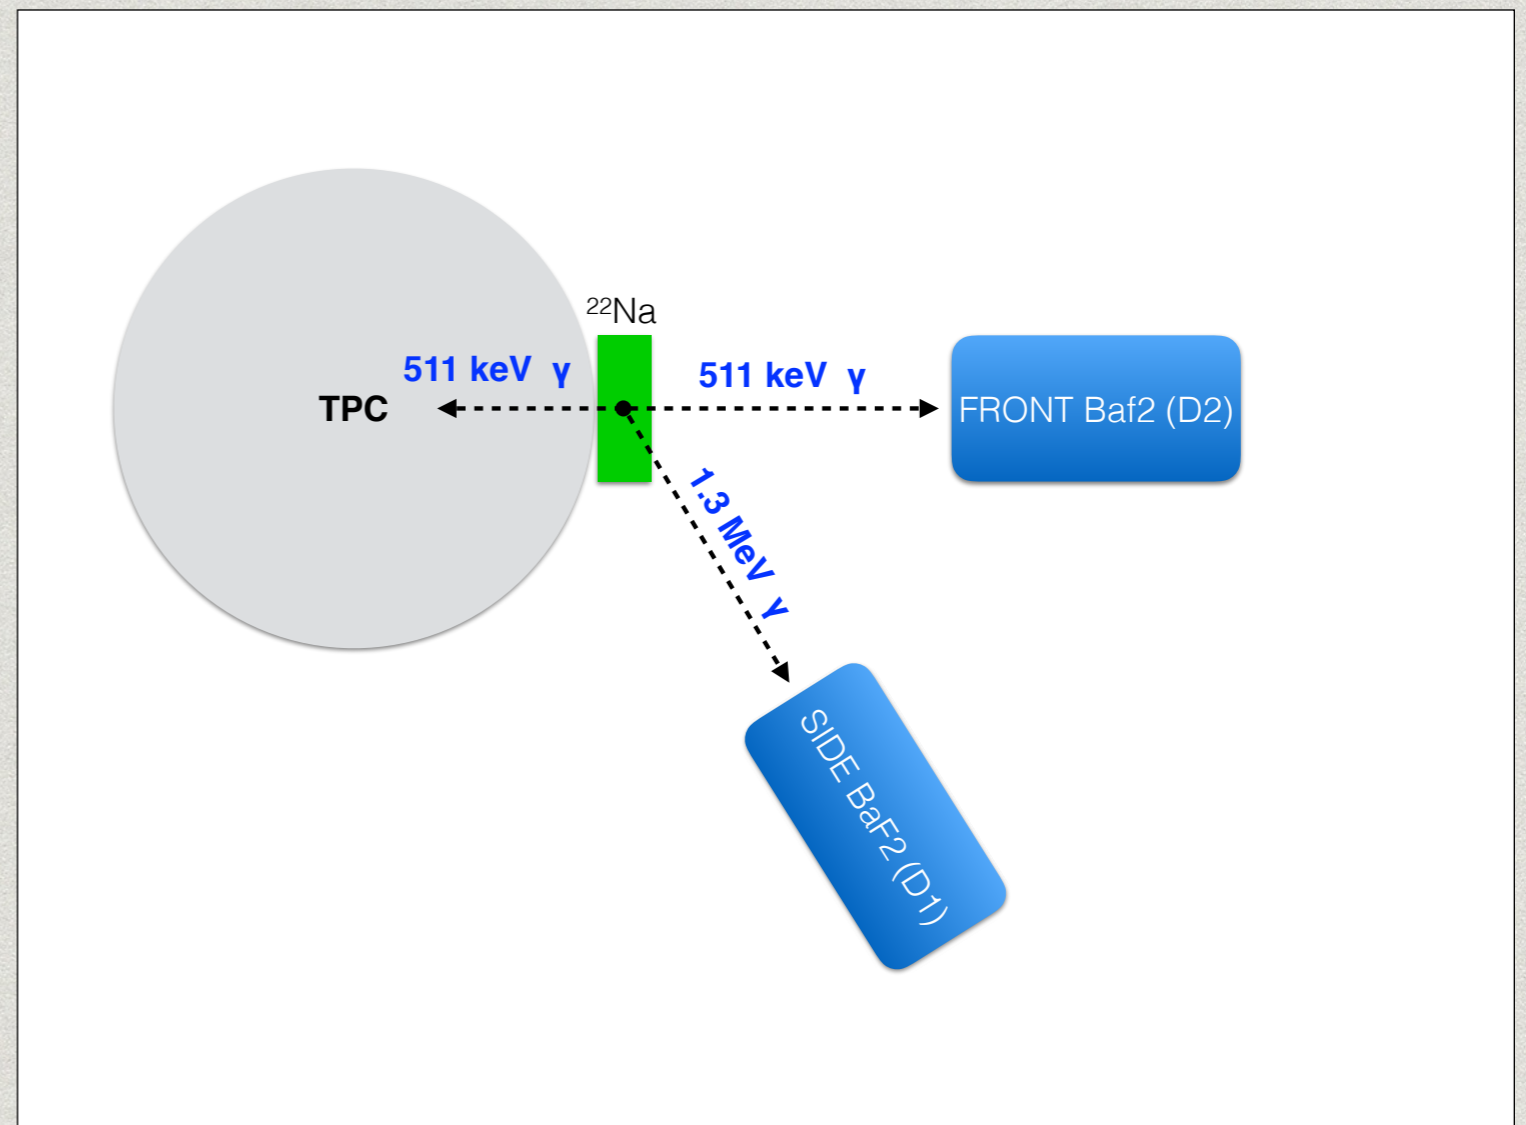 ²²Na
511 keV γ
511 keV γ
TPC
FRONT Baf2 (D2)
1.3 MeV γ
SIDE BaF2 (D1)